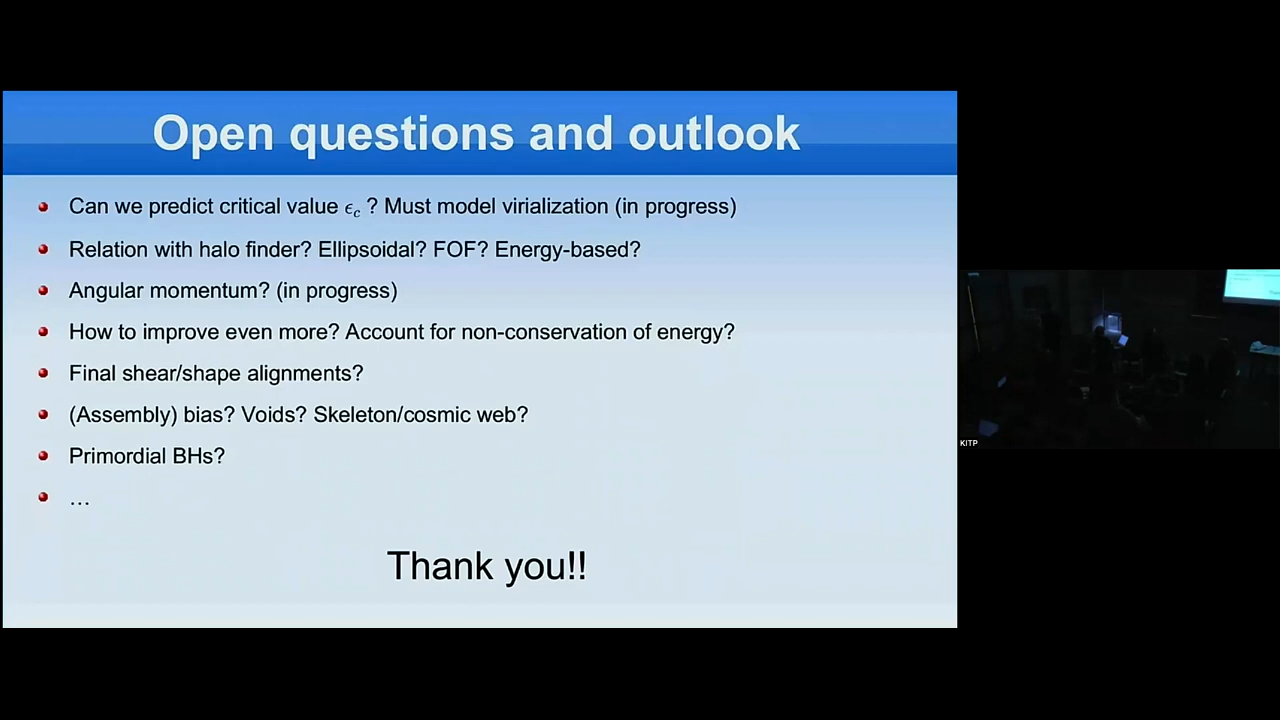 Open questions and outlook
Can we predict critical value ϵc ? Must model virialization (in progress)
Relation with halo finder? Ellipsoidal? FOF? Energy-based?
Angular momentum? (in progress)
How to improve even more? Account for non-conservation of energy?
Final shear/shape alignments?
(Assembly) bias? Voids? Skeleton/cosmic web?
Primordial BHs?
…
Thank you!!
KITP